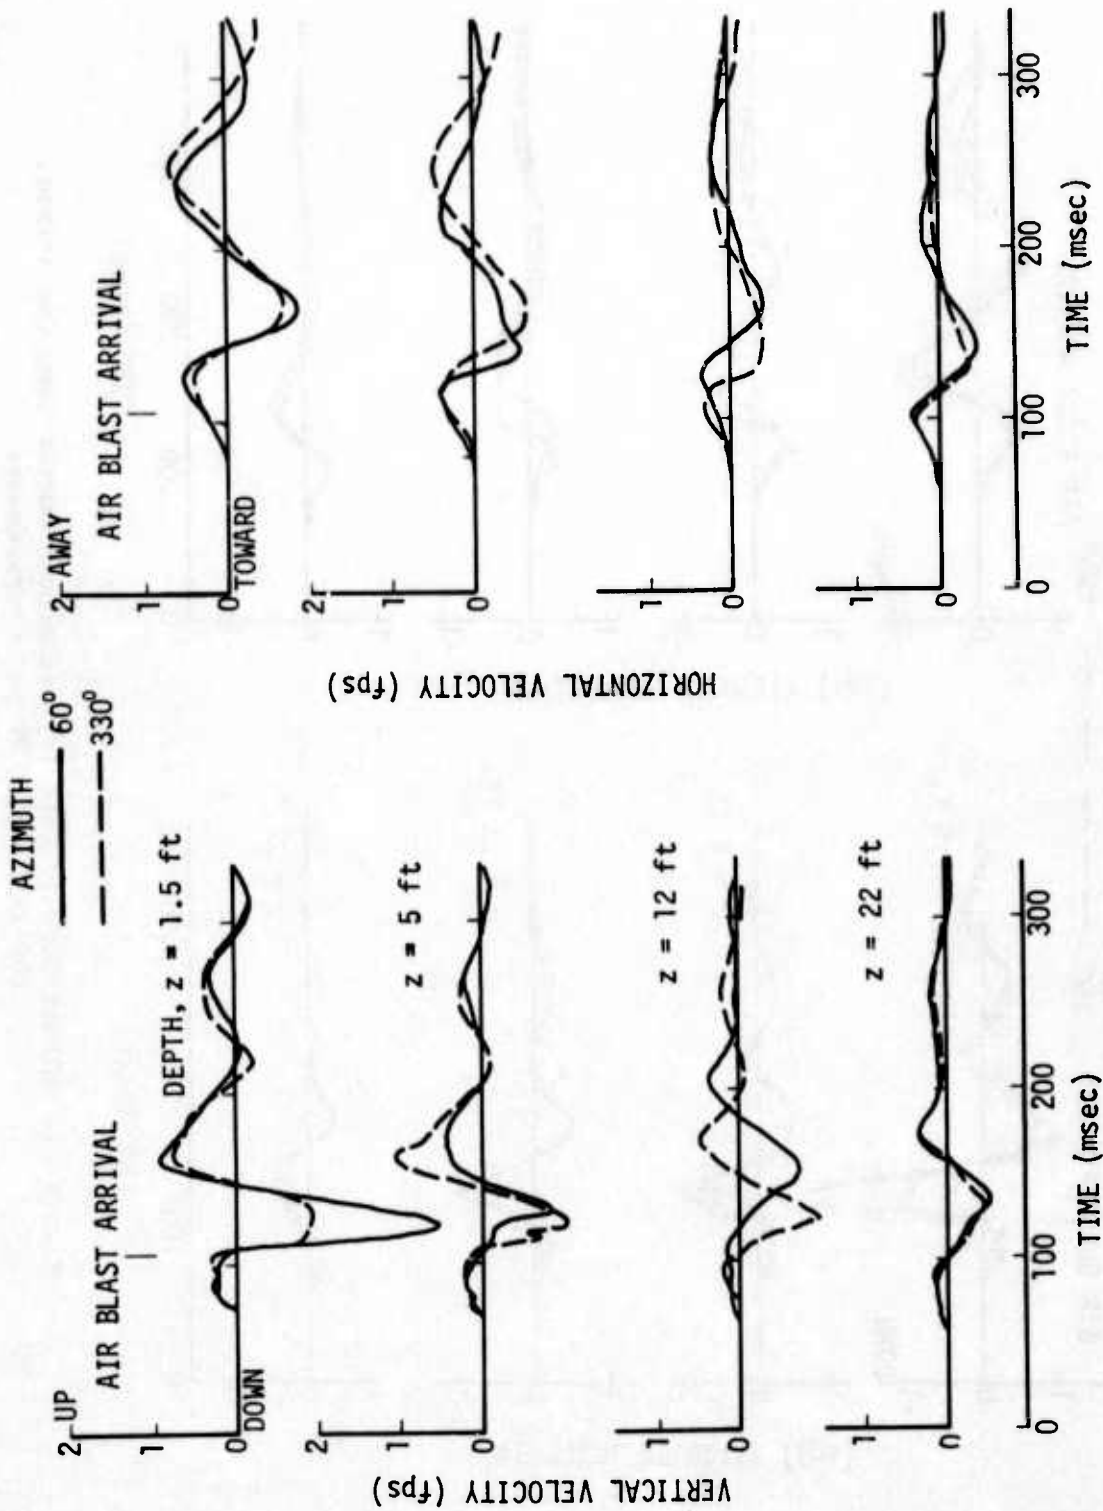 AZIMUTH
60°
330°
AIR BLAST ARRIVAL
2 UP
1
0
DOWN
DEPTH, z = 1.5 ft
2
1
0
z = 5 ft
1
0
z = 12 ft
1
0
z = 22 ft
0
100
200
300
TIME (msec)
VERTICAL VELOCITY (fps)
AIR BLAST ARRIVAL
2 AWAY
1
0
TOWARD
2
1
0
1
0
1
0
0
100
200
300
TIME (msec)
HORIZONTAL VELOCITY (fps)